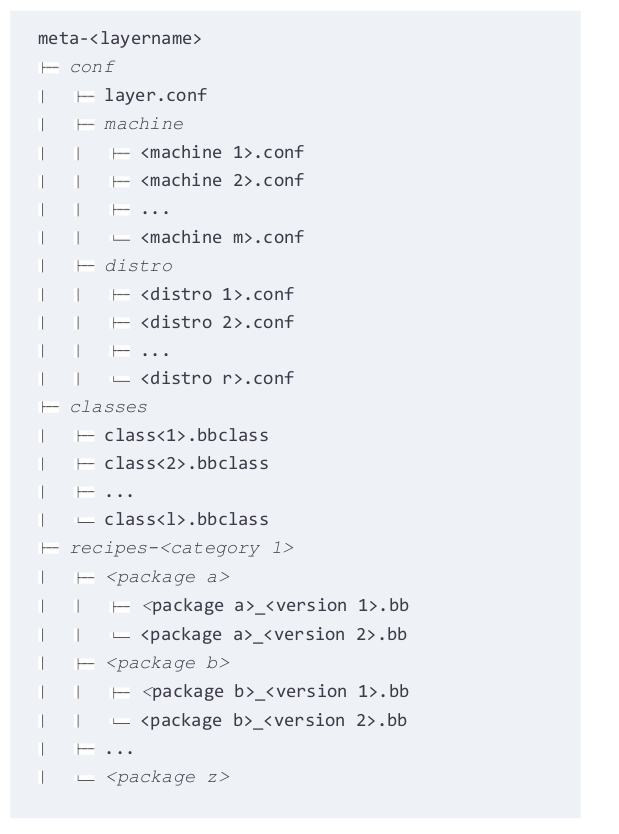 meta-<layername>
├─ conf
|   ├─ layer.conf
|   ├─ machine
|   |   ├─ <machine 1>.conf
|   |   ├─ <machine 2>.conf
|   |   ├─ ...
|   |   └─ <machine m>.conf
|   ├─ distro
|   |   ├─ <distro 1>.conf
|   |   ├─ <distro 2>.conf
|   |   ├─ ...
|   |   └─ <distro r>.conf
├─ classes
|   ├─ class<1>.bbclass
|   ├─ class<2>.bbclass
|   ├─ ...
|   └─ class<l>.bbclass
├─ recipes-<category 1>
|   ├─ <package a>
|   |   ├─ <package a>_<version 1>.bb
|   |   └─ <package a>_<version 2>.bb
|   ├─ <package b>
|   |   ├─ <package b>_<version 1>.bb
|   |   └─ <package b>_<version 2>.bb
|   ├─ ...
|   └─ <package z>